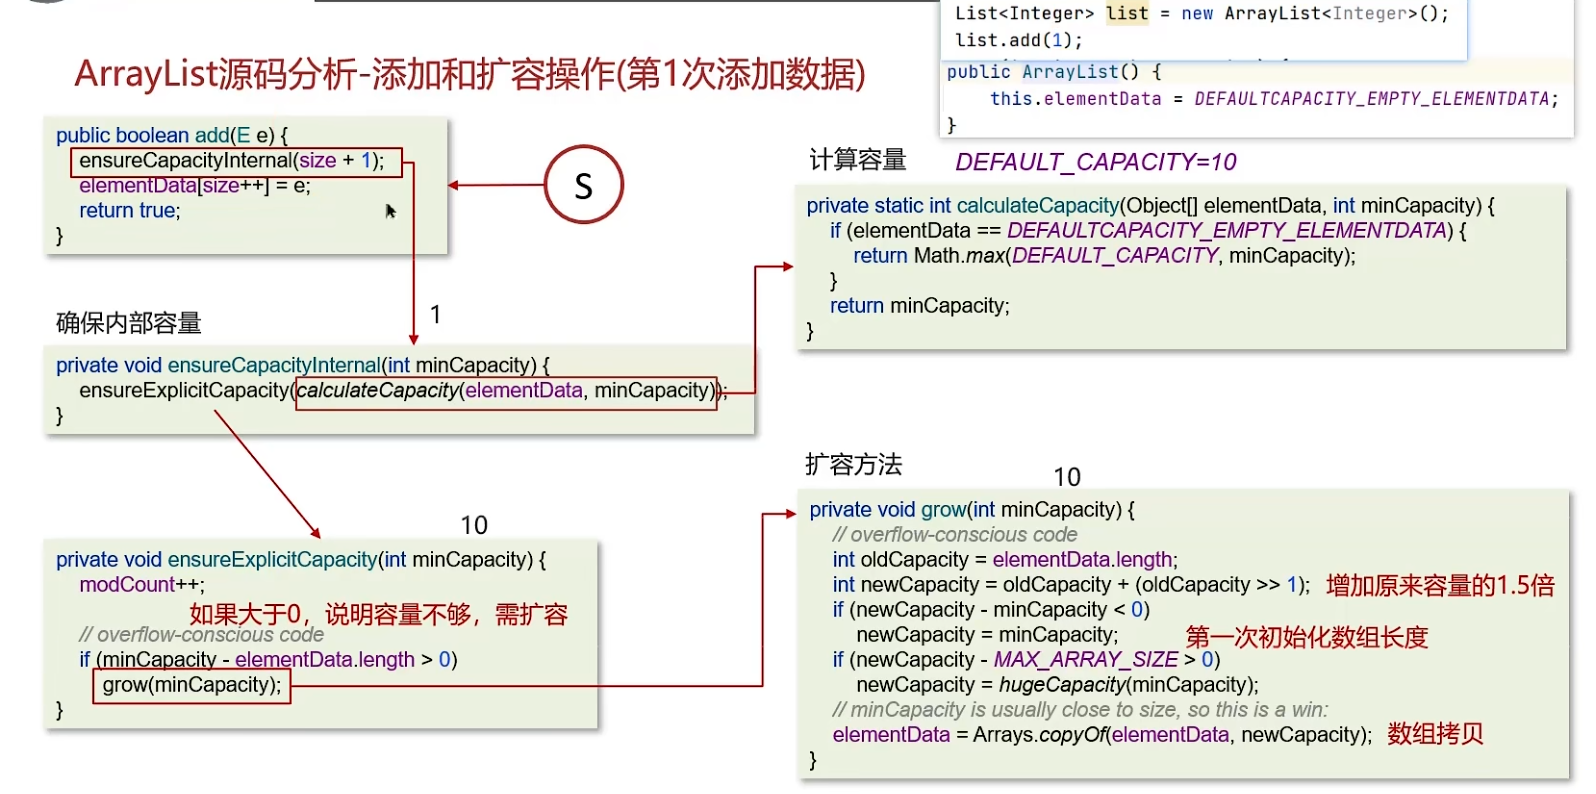 List<Integer> list = new ArrayList<Integer>();
list.add(1);
public ArrayList() {
this.elementData = DEFAULTCAPACITY_EMPTY_ELEMENTDATA;
}
ArrayList源码分析-添加和扩容操作(第1次添加数据)
public boolean add(E e) {
ensureCapacityInternal(size + 1);
elementData[size++] = e;
return true;
}
S
计算容量 DEFAULT_CAPACITY=10
private static int calculateCapacity(Object[] elementData, int minCapacity) {
if (elementData == DEFAULTCAPACITY_EMPTY_ELEMENTDATA) {
return Math.max(DEFAULT_CAPACITY, minCapacity);
}
return minCapacity;
}
确保内部容量
1
private void ensureCapacityInternal(int minCapacity) {
ensureExplicitCapacity(calculateCapacity(elementData, minCapacity));
}
10
private void ensureExplicitCapacity(int minCapacity) {
modCount++;
如果大于0，说明容量不够，需扩容
// overflow-conscious code
if (minCapacity - elementData.length > 0)
grow(minCapacity);
}
扩容方法
10
private void grow(int minCapacity) {
// overflow-conscious code
int oldCapacity = elementData.length;
int newCapacity = oldCapacity + (oldCapacity >> 1); 增加原来容量的1.5倍
if (newCapacity - minCapacity < 0)
newCapacity = minCapacity; 第一次初始化数组长度
if (newCapacity - MAX_ARRAY_SIZE > 0)
newCapacity = hugeCapacity(minCapacity);
// minCapacity is usually close to size, so this is a win:
elementData = Arrays.copyOf(elementData, newCapacity); 数组拷贝
}